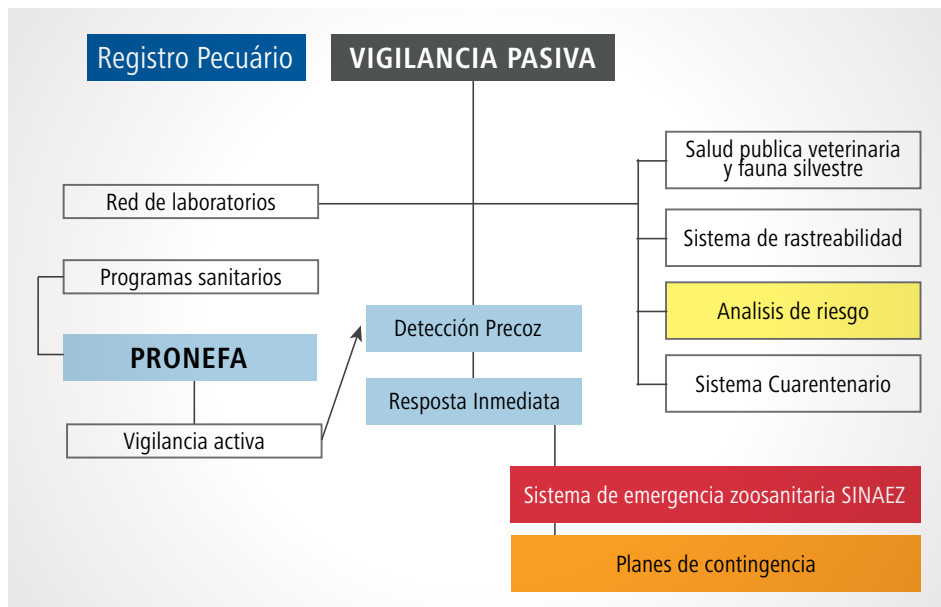 Registro Pecuário
VIGILANCIA PASIVA
Salud publica veterinaria
y fauna silvestre
Red de laboratorios
Sistema de rastreabilidad
Programas sanitarios
Analisis de riesgo
Detección Precoz
PRONEFA
Sistema Cuarentenario
Resposta Inmediata
Vigilancia activa
Sistema de emergencia zoosanitaria SINAEZ
Planes de contingencia